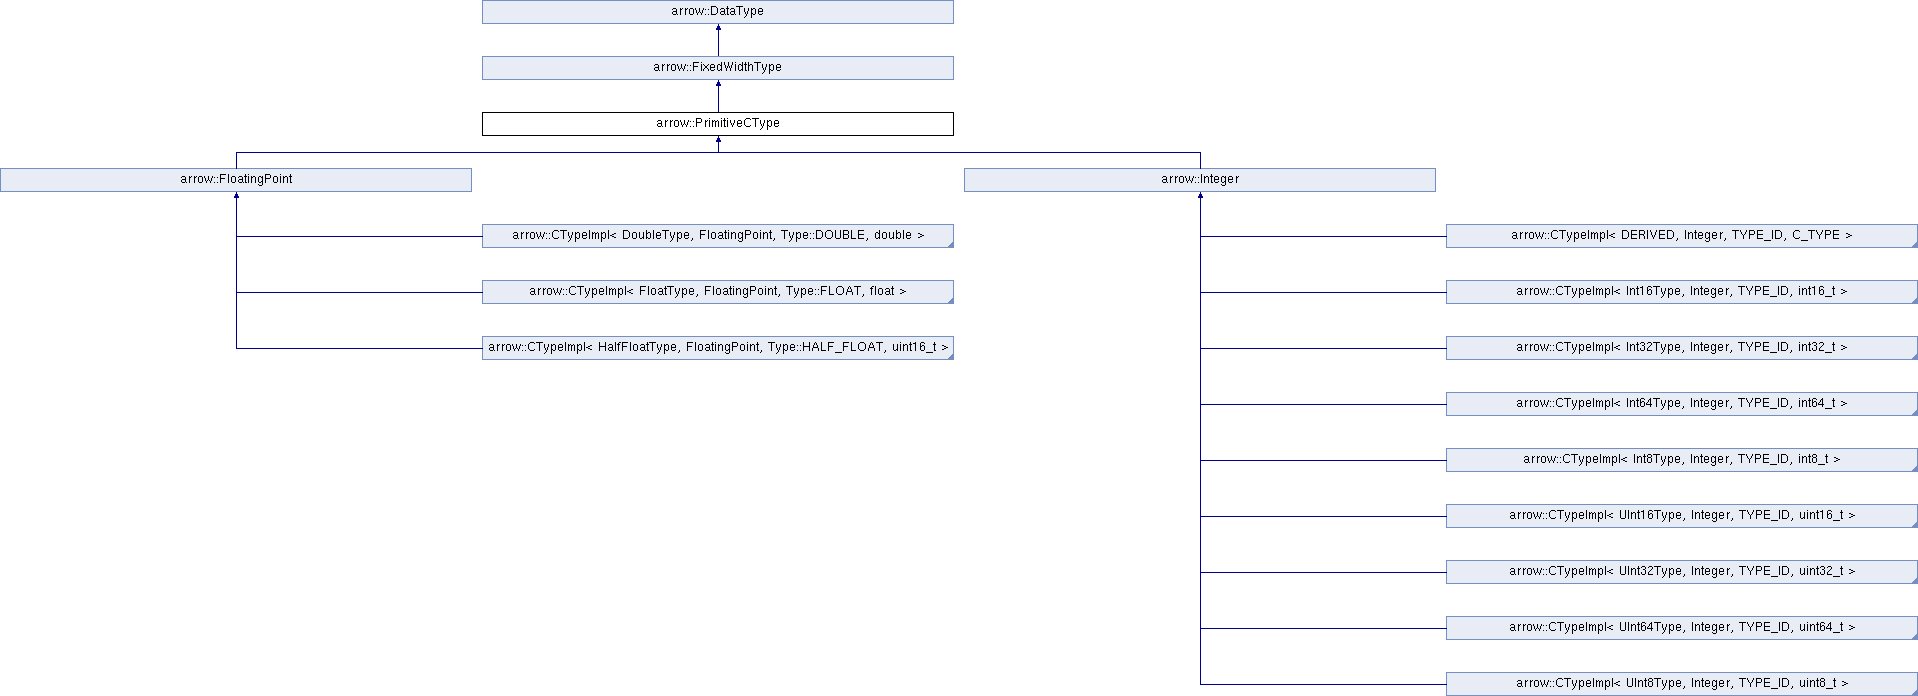 arrow::DataType
arrow::FixedWidthType
arrow::PrimitiveCType
arrow::FloatingPoint
arrow::Integer
arrow::CTypeImpl< DoubleType, FloatingPoint, Type::DOUBLE, double >
arrow::CTypeImpl< DERIVED, Integer, TYPE_ID, C_TYPE >
arrow::CTypeImpl< FloatType, FloatingPoint, Type::FLOAT, float >
arrow::CTypeImpl< Int16Type, Integer, TYPE_ID, int16_t >
arrow::CTypeImpl< HalfFloatType, FloatingPoint, Type::HALF_FLOAT, uint16_t >
arrow::CTypeImpl< Int32Type, Integer, TYPE_ID, int32_t >
arrow::CTypeImpl< Int64Type, Integer, TYPE_ID, int64_t >
arrow::CTypeImpl< Int8Type, Integer, TYPE_ID, int8_t >
arrow::CTypeImpl< UInt16Type, Integer, TYPE_ID, uint16_t >
arrow::CTypeImpl< UInt32Type, Integer, TYPE_ID, uint32_t >
arrow::CTypeImpl< UInt64Type, Integer, TYPE_ID, uint64_t >
arrow::CTypeImpl< UInt8Type, Integer, TYPE_ID, uint8_t >